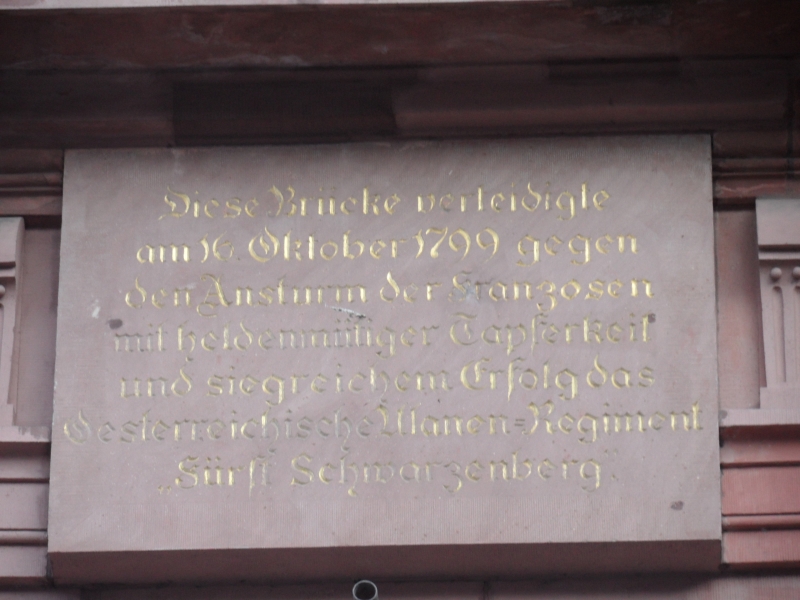 Diese Brücke verteidigte
am 16. Oktober 1799 gegen
den Ansturm der Franzosen
mit heldenmütiger Tapferkeit
und siegreichem Erfolg das
Oesterreichische Ulanen=Regiment
„Fürst Schwarzenberg".